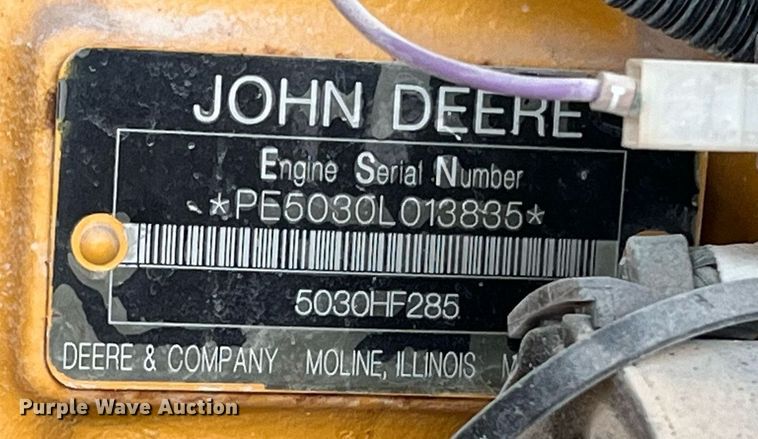 JOHN DEERE
Engine Serial Number
*PE5030L013835*
5030HF285
DEERE & COMPANY MOLINE, ILLINOIS
T
Purple Wave Auction